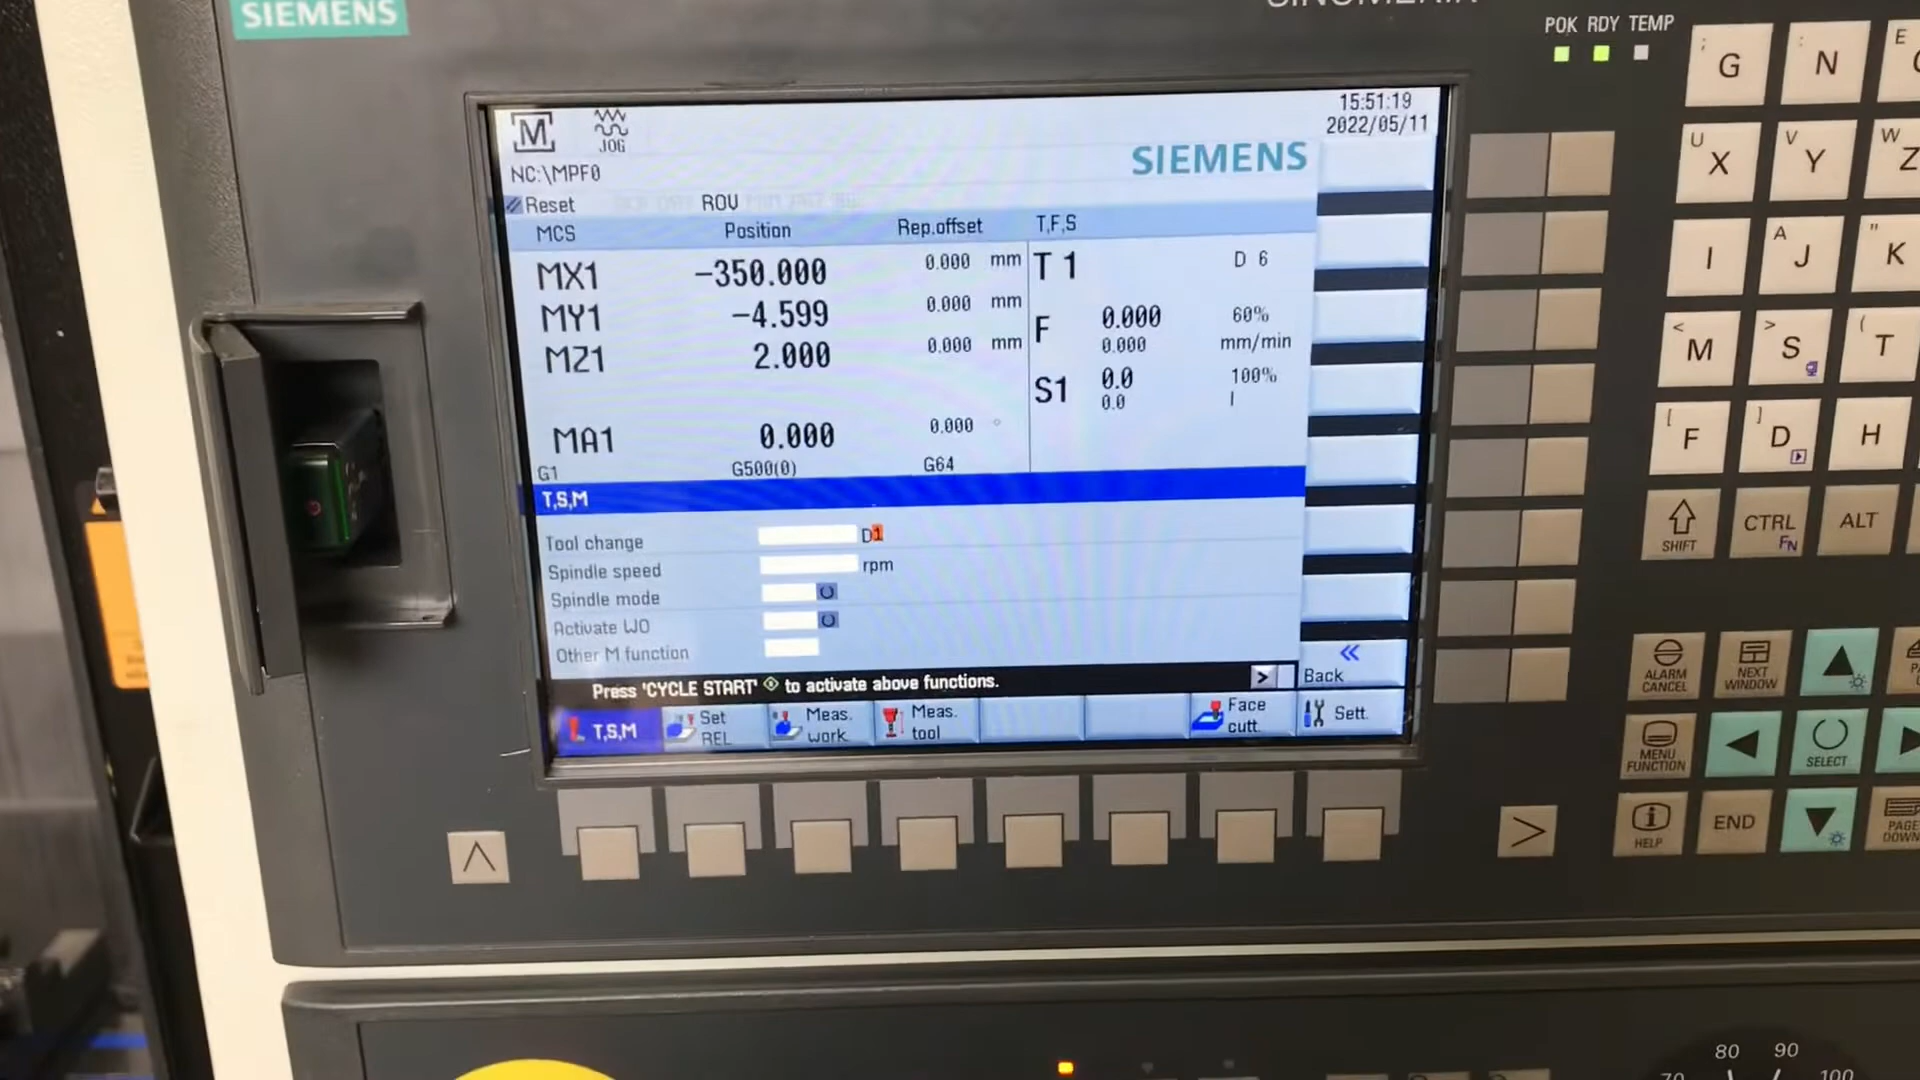 SIEMENS
POK RDY TEMP
M
JOG
15:51:19
2022/05/11
NC:\MPF0
SIEMENS
Reset ROV
MCS Position Rep.offset T,F,S
MX1 -350.000 0.000 mm T 1 D 6
MY1 -4.599 0.000 mm F 0.000 60%
MZ1 2.000 0.000 mm 0.000 mm/min
S1 0.0 100%
0.0 I
MA1 0.000 0.000 °
G1 G500(0) G64
T,S,M
Tool change D1
Spindle speed rpm
Spindle mode
Activate WO
Other M function
Press 'CYCLE START' to activate above functions.
>
« Back
T,S,M
Set REL
Meas. work.
Meas. tool
Face cutt.
Sett.
; G : N E
U X V Y W Z
I A J " K
< M > S ( T
[ F ] D H
SHIFT CTRL FN ALT
ALARM CANCEL NEXT WINDOW
MENU FUNCTION SELECT
HELP END PAGE DOWN
>
70 80 90 100